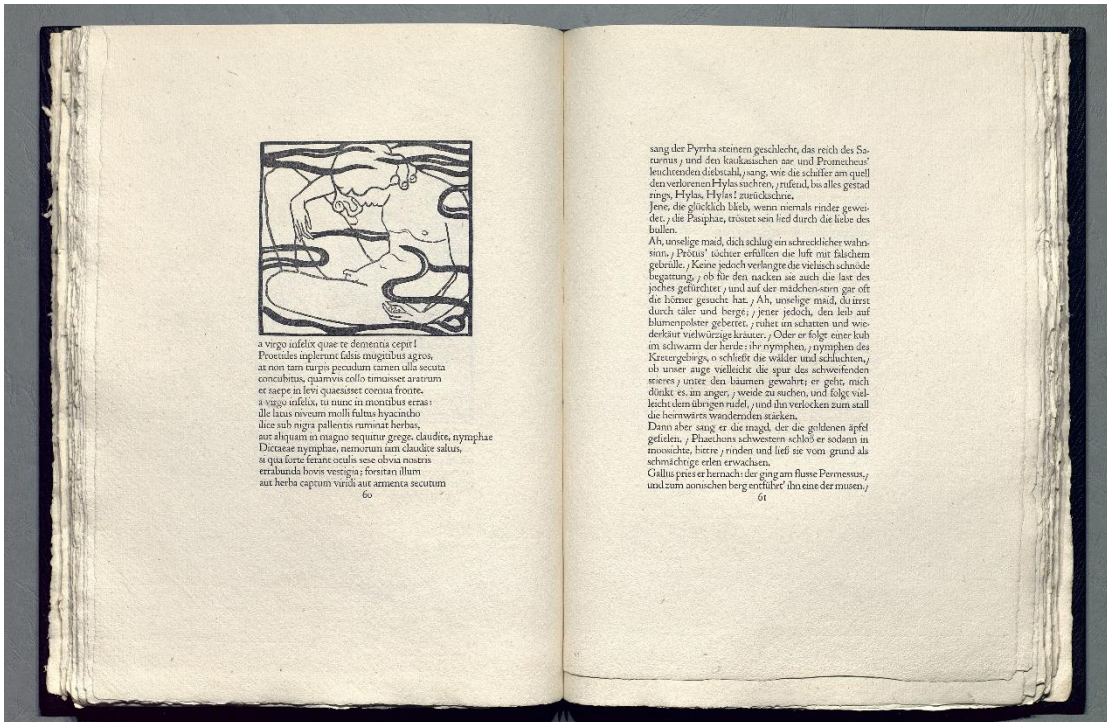 a virgo infelix quae te dementia cepit!
Proetides inplerunt falsis mugitibus agros,
at non tam turpis pecudum tamen ulla secuta
concubitus, quamvis collo timuisset aratrum
et saepe in levi quaesisset cornua fronte.
a virgo infelix, tu nunc in montibus erras:
ille latus niveum molli fultus hyacintho
ilice sub nigra pallentis ruminat herbas,
aut aliquam in magno sequitur grege. claudite, nymphae
Dictaeae nymphae, nemorum iam claudite saltus,
si qua forte ferant oculis sese obvia nostris
errabunda bovis vestigia; forsitan illum
aut herba captum viridi aut armenta secutum
60
sang der Pyrrha steinern geschlecht, das reich des Sa-
turnus / und den kaukasischen aar und Prometheus'
leuchtenden diebstahl, / sang, wie die schiffer am quell
den verlorenen Hylas suchten, / rufend, bis alles gestad
rings, Hylas, Hylas! zurückschrie.
Jene, die glücklich blieb, wenn niemals rinder gewei-
det, / die Pasiphae, tröstet sein lied durch die liebe des
bullen.
Ah, unselige maid, dich schlug ein schrecklicher wahn-
sinn. / Prötus' töchter erfüllten die luft mit falschem
gebrülle. / Keine jedoch verlangte die viehisch schnöde
begattung, / ob für den nacken sie auch die last des
joches gefürchtet / und auf der mädchen-stirn gar oft
die hörner gesucht hat. / Ah, unselige maid, du irrst
durch täler und berge; / jener jedoch, den leib auf
blumenpolster gebettet, / ruhet im schatten und wie-
derkäut vielwürzige kräuter. / Oder er folgt einer kuh
im schwarm der herde: ihr nymphen, / nymphen des
Kretergebirgs, o schließt die wälder und schluchten, /
ob unser auge vielleicht die spur des schweifenden
stieres / unter den bäumen gewahrt; er geht, mich
dünkt es, im anger, / weide zu suchen, und folgt viel-
leicht dem übrigen rudel, / und ihn verlocken zum stall
die heimwärts wandernden stärken.
Dann aber sang er die magd, der die goldenen äpfel
gefielen, / Phaethons schwestern schloß er sodann in
moosichte, bittre / rinden und ließ sie vom grund als
schmächtige erlen erwachsen.
Gallus pries er hernach: der ging am flusse Permessus, /
und zum aonischen berg entführt' ihn eine der musen, /
61